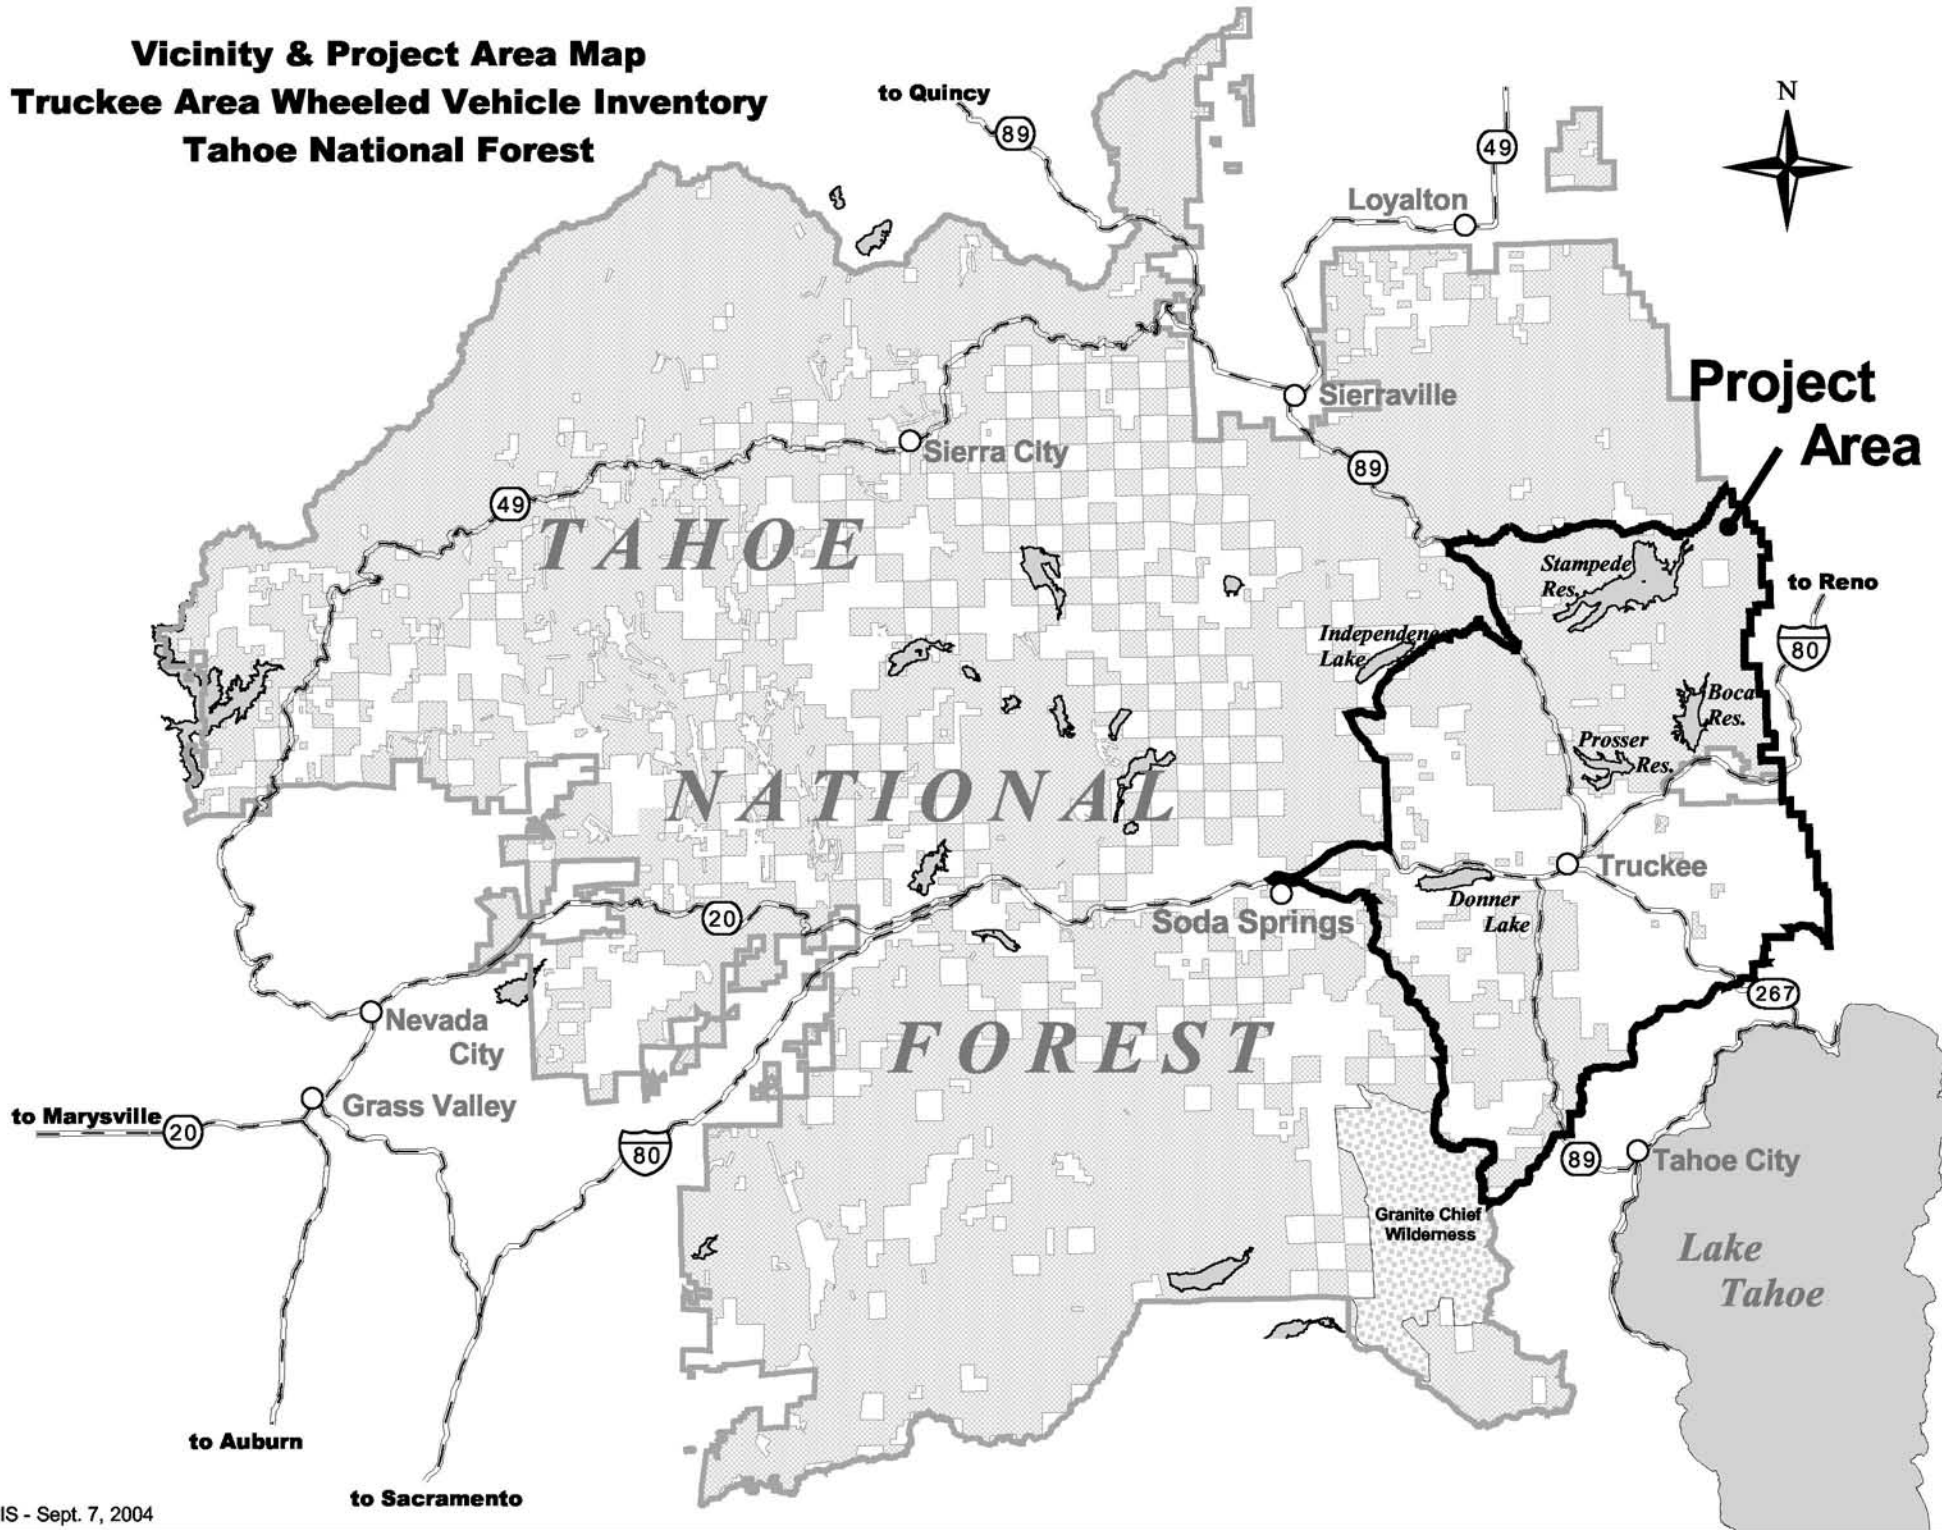 Vicinity & Project Area Map
Truckee Area Wheeled Vehicle Inventory
Tahoe National Forest
to Quincy
89
49
N
Loyalton
Project
Area
Sierraville
Sierra City
89
49
TAHOE
Stampede
Res.
to Reno
80
Independence
Lake
Boca
Res.
Prosser
Res.
NATIONAL
Truckee
Donner
Lake
20
Soda Springs
267
Nevada
City
FOREST
Grass Valley
to Marysville
20
80
89
Tahoe City
Granite Chief
Wilderness
Lake
Tahoe
to Auburn
to Sacramento
IS - Sept. 7, 2004